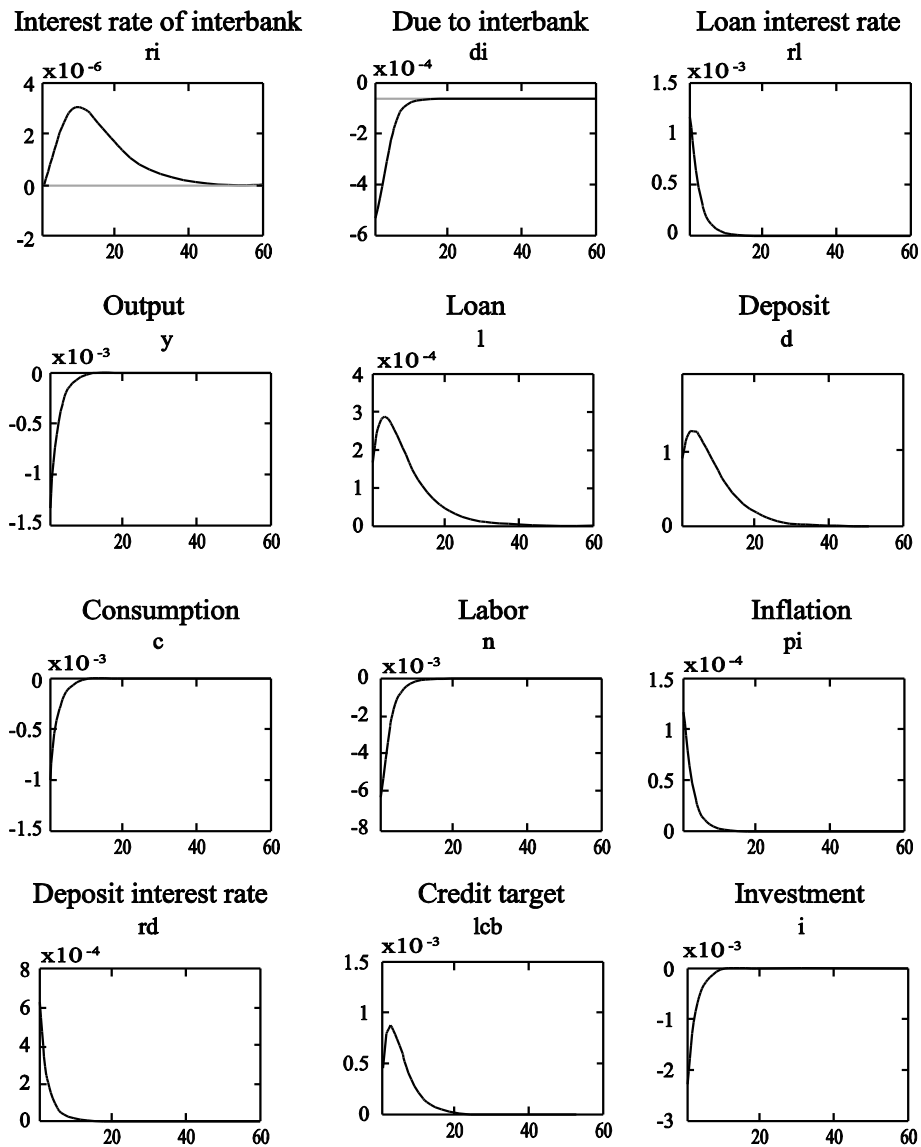 Interest rate of interbank
ri
x10-6
4
2
0
-2
20 40 60
Due to interbank
di
x10-4
0
-2
-4
-6
20 40 60
Loan interest rate
rl
x10-3
1.5
1
0.5
0
20 40 60
Output
y
x10-3
0
-0.5
-1
-1.5
20 40 60
Loan
l
x10-4
4
3
2
1
0
20 40 60
Deposit
d
1
0
20 40 60
Consumption
c
x10-3
0
-0.5
-1
-1.5
20 40 60
Labor
n
x10-3
0
-2
-4
-6
-8
20 40 60
Inflation
pi
x10-4
1.5
1
0.5
0
20 40 60
Deposit interest rate
rd
x10-4
8
6
4
2
0
20 40 60
Credit target
lcb
x10-3
1.5
1
0.5
0
20 40 60
Investment
i
x10-3
0
-1
-2
-3
20 40 60